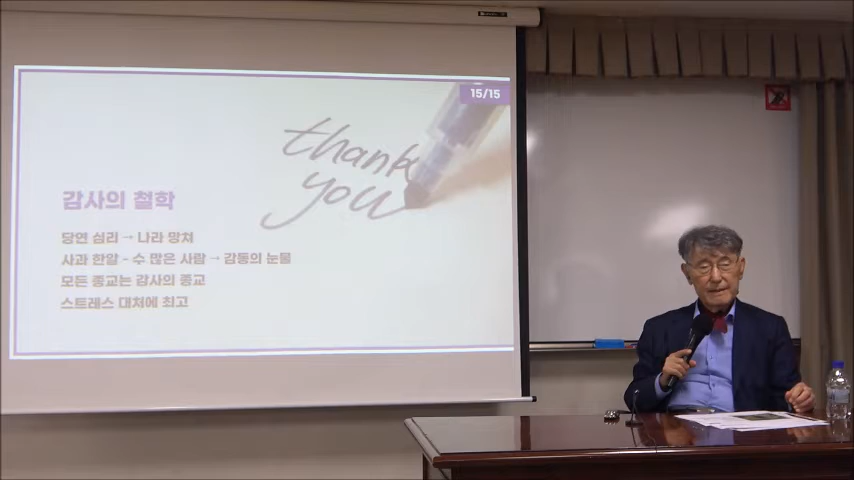 15/15
thank
you
감사의 철학
당연 심리 → 나라 망쳐
사과 한알 - 수 많은 사람 → 감동의 눈물
모든 종교는 감사의 종교
스트레스 대처에 최고